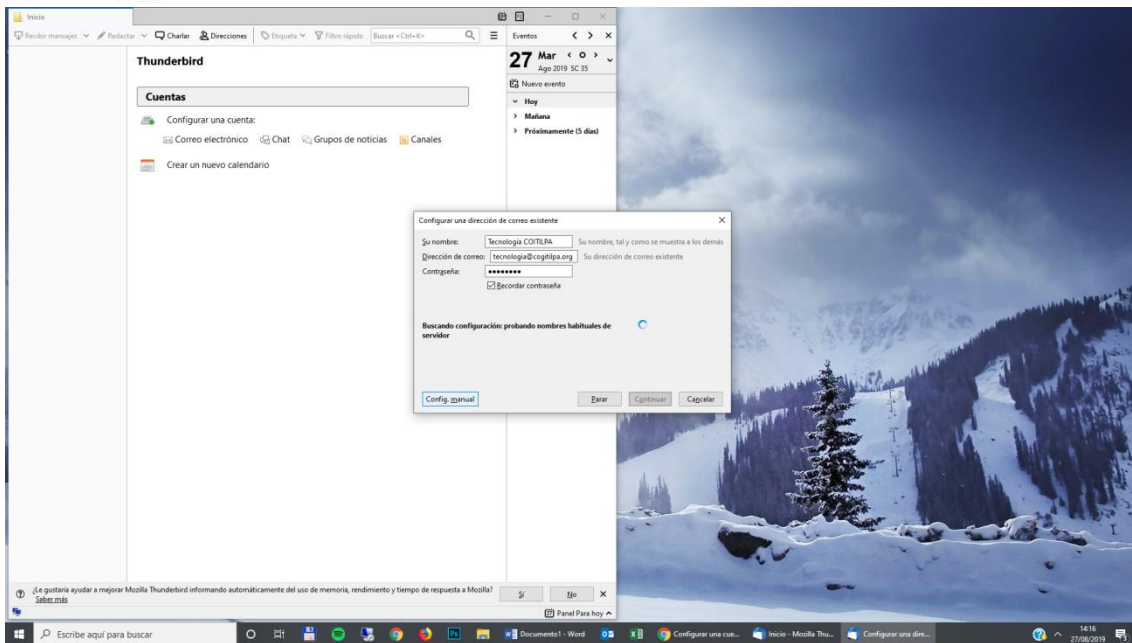 Inicio
Recibir mensajes
Redactar
Charlar
Direcciones
Etiqueta
Filtro rápido
Buscar <Ctrl+K>
Eventos
Thunderbird
27 Mar
Ago 2019 SC 35
Nuevo evento
Hoy
Mañana
Próximamente (5 días)
Cuentas
Configurar una cuenta:
Correo electrónico
Chat
Grupos de noticias
Canales
Crear un nuevo calendario
Configurar una dirección de correo existente
Su nombre: Tecnología COITILPA Su nombre, tal y como se muestra a los demás
Dirección de correo: tecnologia@cogitilpa.org Su dirección de correo existente
Contraseña: ••••••••
Recordar contraseña
Buscando configuración: probando nombres habituales de
servidor
Config. manual
Parar
Continuar
Cancelar
¿Le gustaría ayudar a mejorar Mozilla Thunderbird informando automáticamente del uso de memoria, rendimiento y tiempo de respuesta a Mozilla?
Saber más
Sí
No
Panel Para hoy
Escribe aquí para buscar
Documento1 - Word
Configurar una cue...
Inicio - Mozilla Thu...
Configurar una dire...
14:16
27/08/2019